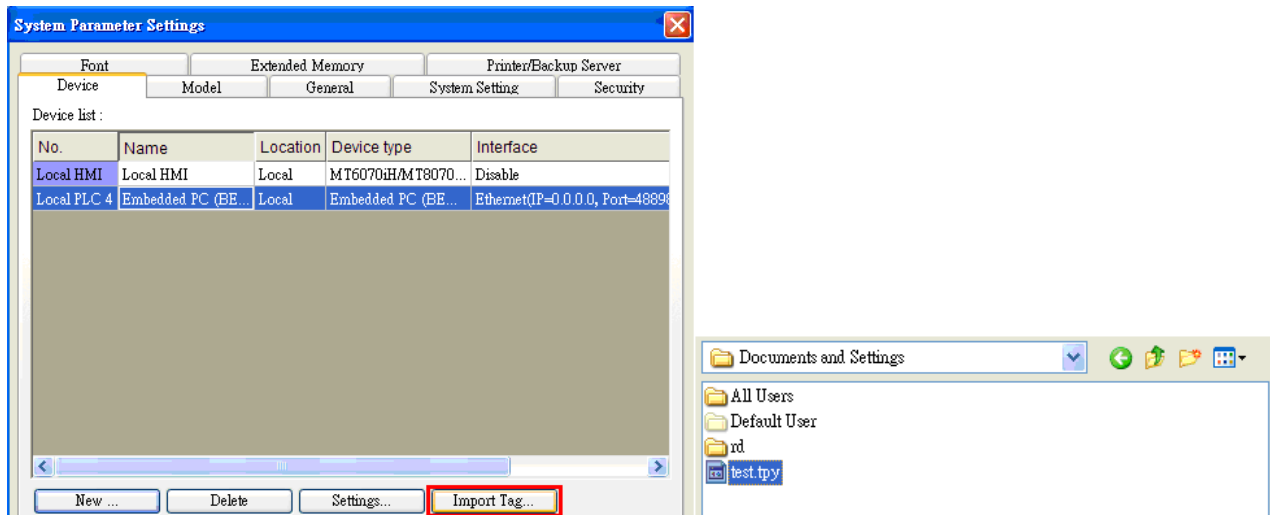 System Parameter Settings
Font Extended Memory Printer/Backup Server
Device Model General System Setting Security
Device list :
No. Name Location Device type Interface
Local HMI Local HMI Local MT6070iH/MT8070... Disable
Local PLC 4 Embedded PC (BE... Local Embedded PC (BE... Ethernet(IP=0.0.0.0, Port=48898
New ... Delete Settings... Import Tag...
Documents and Settings
All Users
Default User
rd
test.tpy